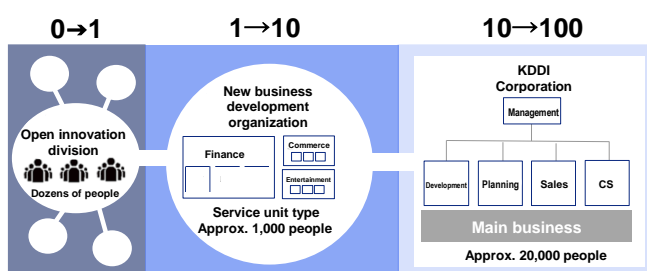 0→1
1→10
10→100
Open innovation
division
Dozens of people
New business
development
organization
Finance
Commerce
Entertainment
Service unit type
Approx. 1,000 people
KDDI
Corporation
Management
Development
Planning
Sales
CS
Main business
Approx. 20,000 people